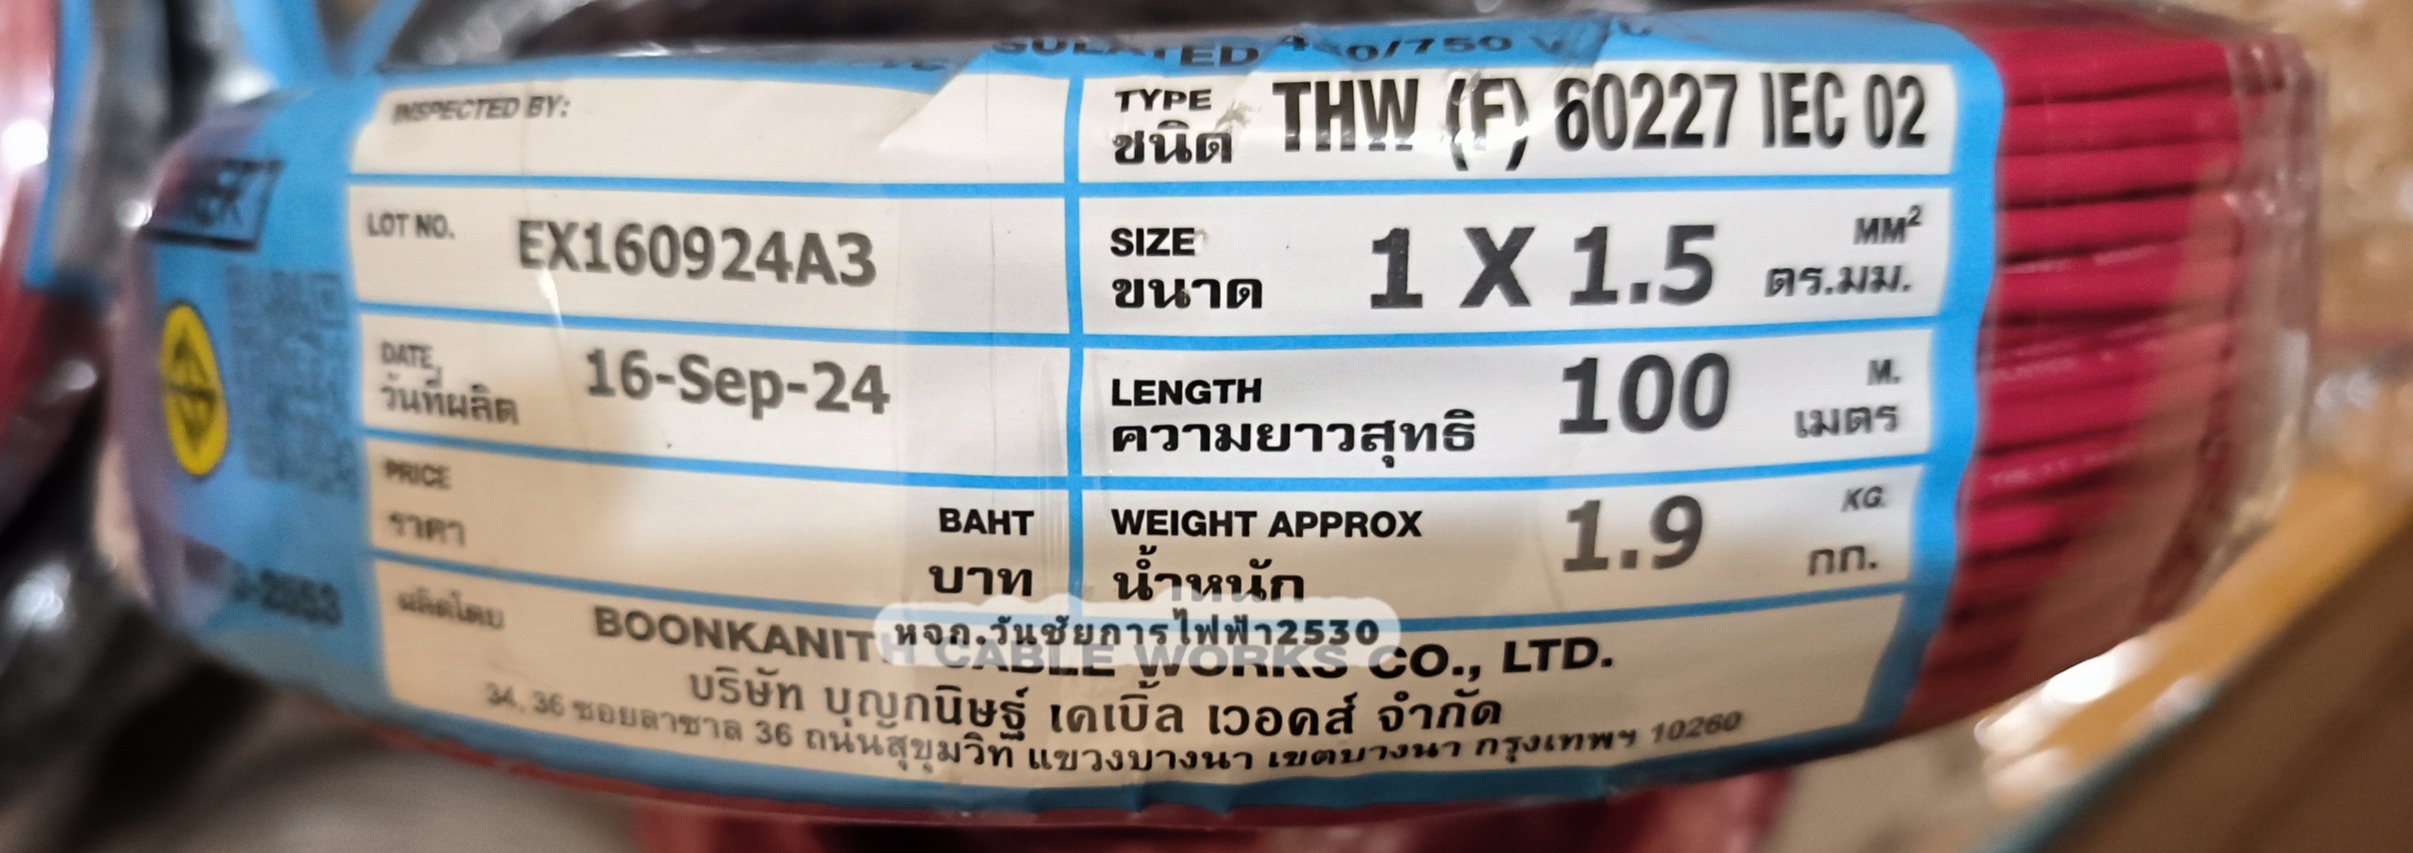 INSULATED 450/750 V
INSPECTED BY:
TYPE THW (F) 60227 IEC 02
ชนิด
LOT NO. EX160924A3
SIZE 1 X 1.5 MM²
ขนาด ตร.มม.
DATE 16-Sep-24
วันที่ผลิต
LENGTH 100 M.
ความยาวสุทธิ เมตร
PRICE BAHT
ราคา บาท
WEIGHT APPROX 1.9 KG.
น้ำหนัก กก.
ผลิตโดย BOONKANITH CABLE WORKS CO., LTD.
หจก.วันชัยการไฟฟ้า2530
บริษัท บุญกนิษฐ์ เคเบิ้ล เวอคส์ จำกัด
34, 36 ซอยลาซาล 36 ถนนสุขุมวิท แขวงบางนา เขตบางนา กรุงเทพฯ 10260